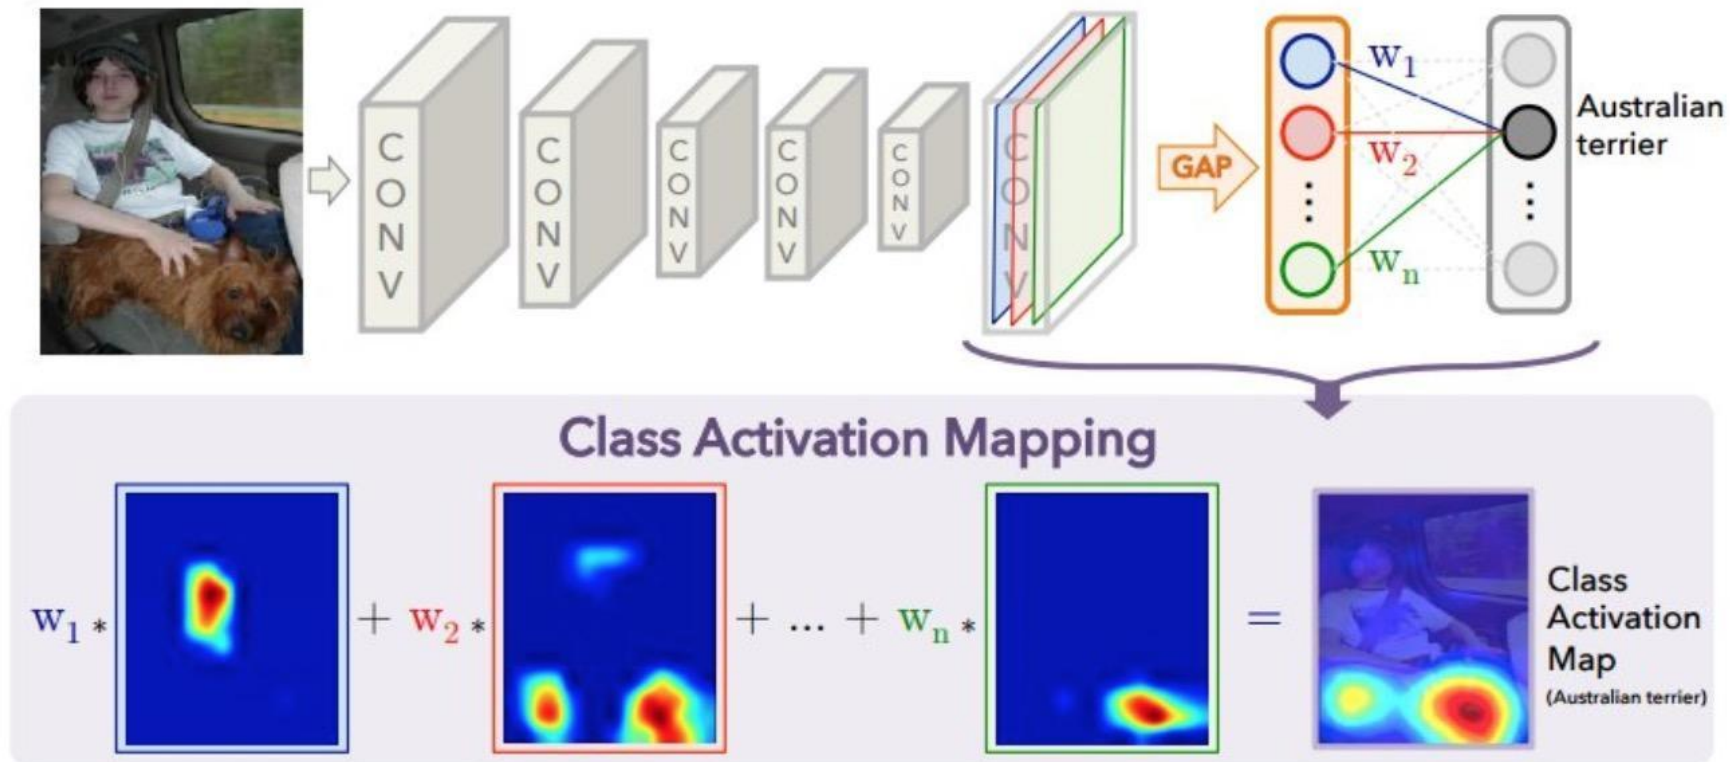 CONV
CONV
CONV
CONV
CONV
CONV
GAP
w1
w2
wn
Australian
terrier
Class Activation Mapping
w1 * + w2 * + ... + wn * =
Class
Activation
Map
(Australian terrier)